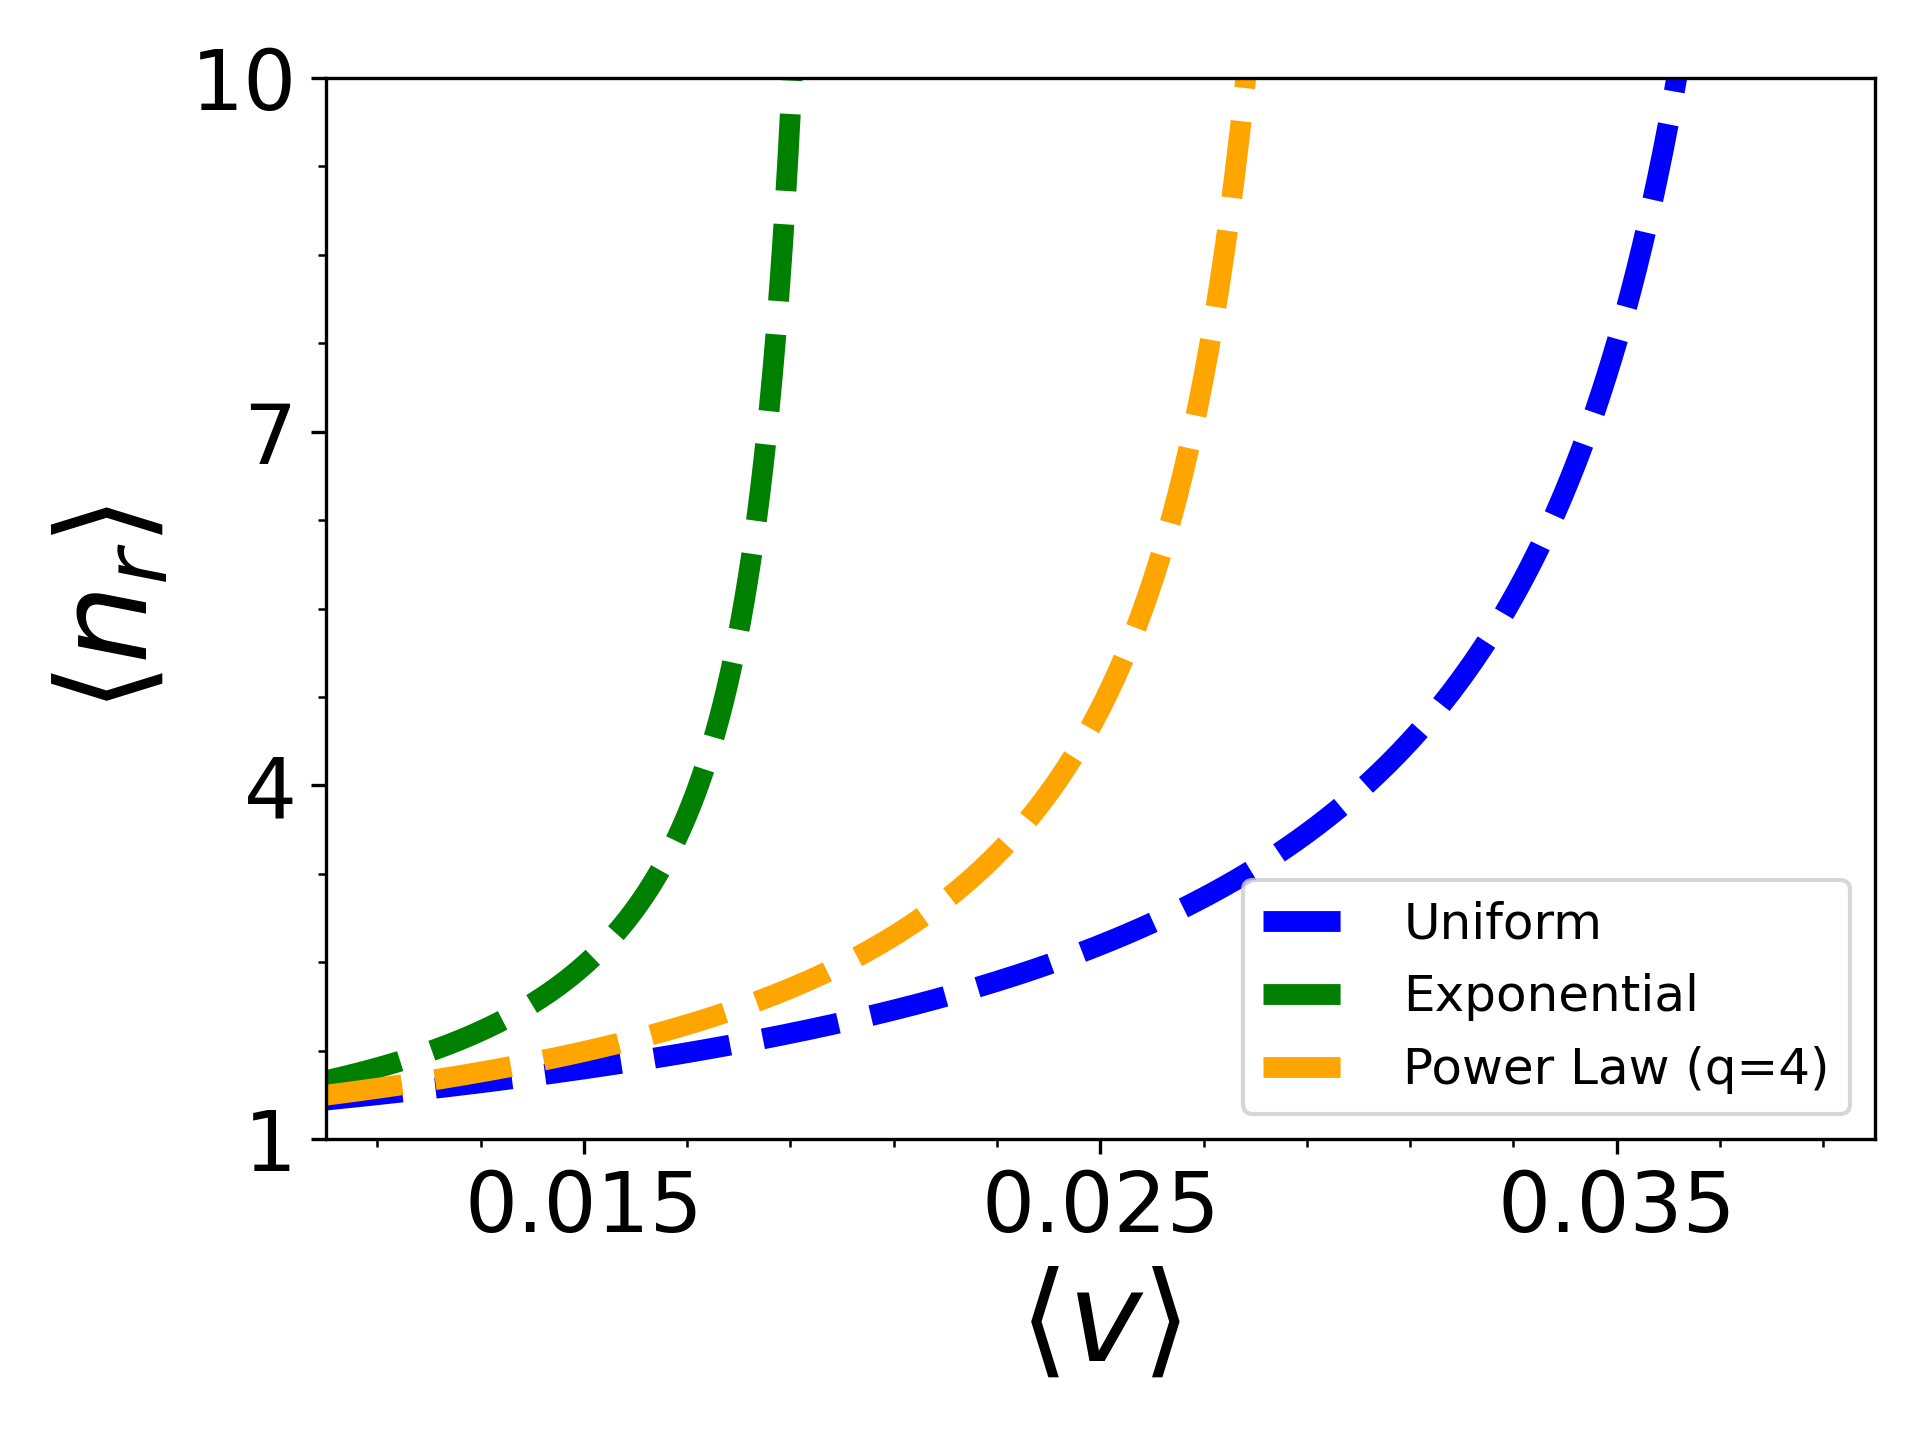 10
7
4
1
⟨n_r⟩
0.015 0.025 0.035
⟨v⟩
Uniform
Exponential
Power Law (q=4)